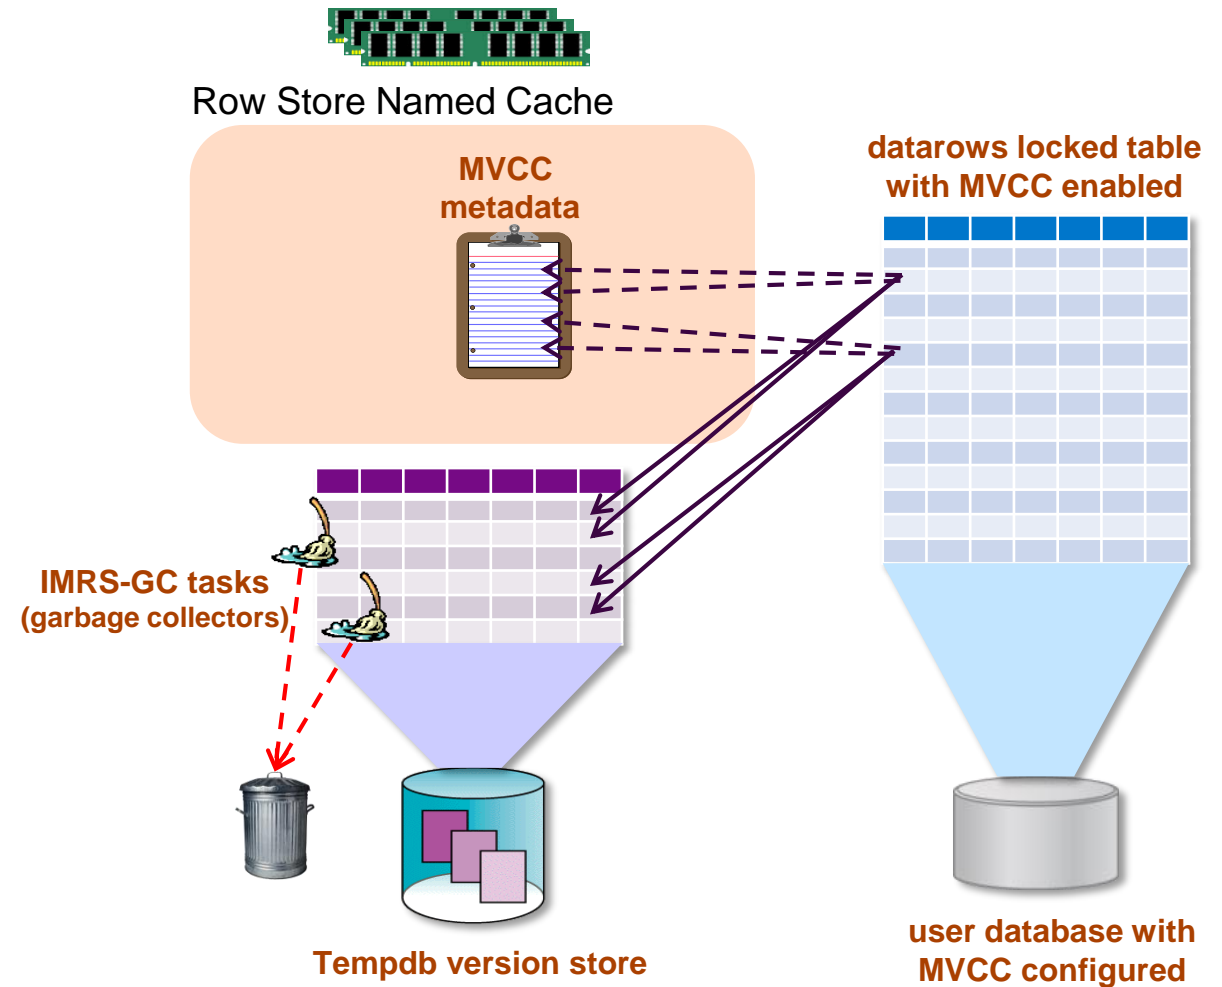 Row Store Named Cache
MVCC
metadata
datarows locked table
with MVCC enabled
IMRS-GC tasks
(garbage collectors)
Tempdb version store
user database with
MVCC configured